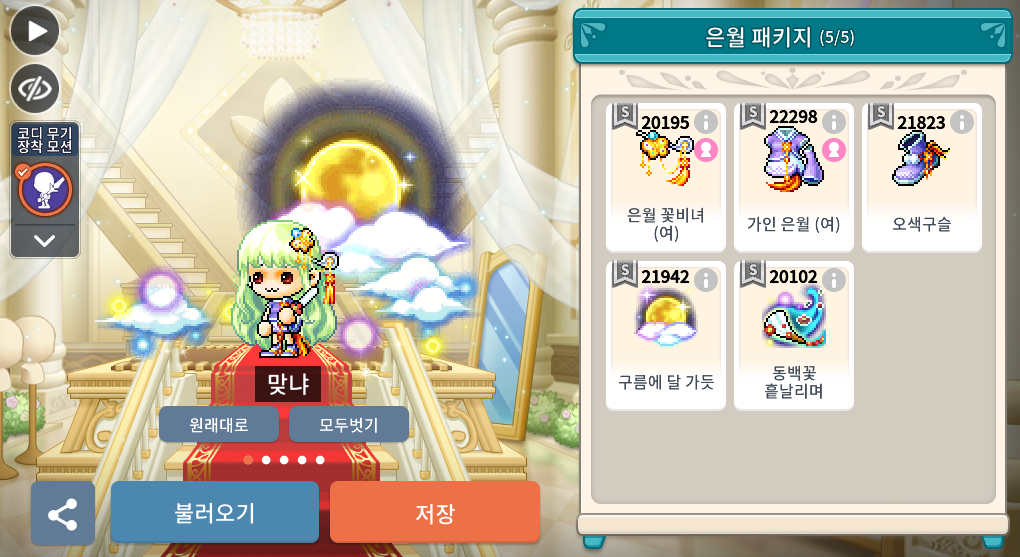 은월 패키지 (5/5)
코디 무기
장착 모션
S 20195
은월 꽃비녀
(여)
S 22298
가인 은월 (여)
S 21823
오색구슬
S 21942
구름에 달 가듯
S 20102
동백꽃
흩날리며
맞냐
원래대로
모두벗기
불러오기
저장